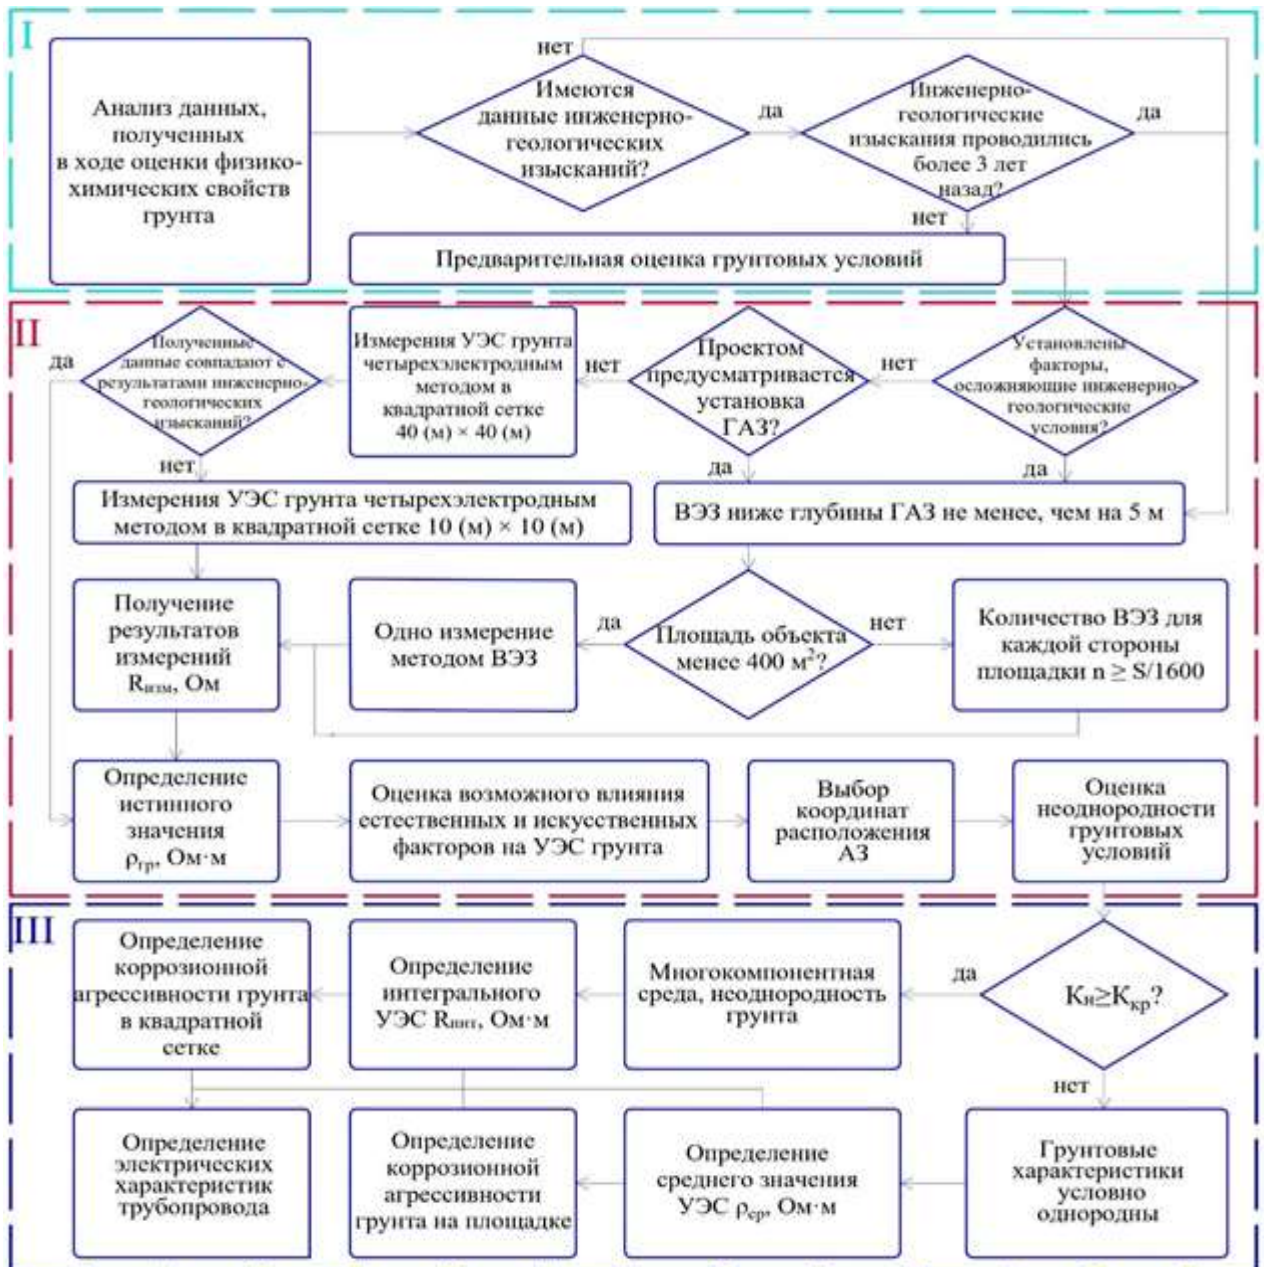 I
Анализ данных,
полученных
в ходе оценки физико-
химических свойств
грунта
нет
Имеются
данные инженерно-
геологических
изысканий?
да
Инженерно-
геологические
изыскания проводились
более 3 лет
назад?
да
нет
Предварительная оценка грунтовых условий
II
да
Полученные
данные совпадают с
результатами инженерно-
геологических
изысканий?
Измерения УЭС грунта
четырехэлектродным
методом в
квадратной сетке
40 (м) × 40 (м)
нет
Проектом
предусматривается
установка
ГАЗ?
нет
Установлены
факторы,
осложняющие инженерно-
геологические
условия?
нет
да
да
Измерения УЭС грунта четырехэлектродным
методом в квадратной сетке 10 (м) × 10 (м)
ВЭЗ ниже глубины ГАЗ не менее, чем на 5 м
Получение
результатов
измерений
Rизм, Ом
Одно измерение
методом ВЭЗ
да
Площадь объекта
менее 400 м²?
нет
Количество ВЭЗ для
каждой стороны
площадки n ≥ S/1600
Определение
истинного
значения
ρгр, Ом·м
Оценка возможного влияния
естественных и искусственных
факторов на УЭС грунта
Выбор
координат
расположения
АЗ
Оценка
неоднородности
грунтовых
условий
III
Определение
коррозионной
агрессивности грунта
в квадратной
сетке
Определение
интегрального
УЭС Rинт, Ом·м
Многокомпонентная
среда, неоднородность
грунта
да
Kн≥Kкр?
нет
Определение
электрических
характеристик
трубопровода
Определение
коррозионной
агрессивности
грунта на площадке
Определение
среднего значения
УЭС ρср, Ом·м
Грунтовые
характеристики
условно
однородны